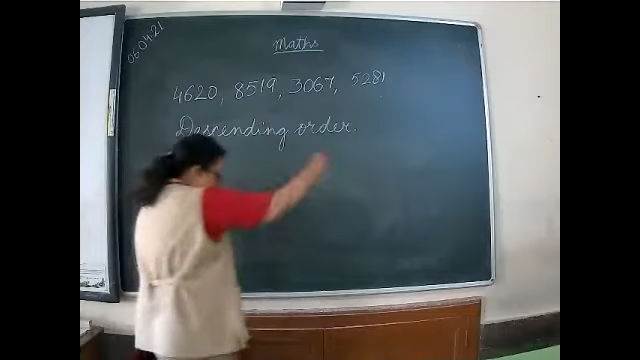 06.04.21
Maths
4620, 8519, 3067, 5281
Descending order.